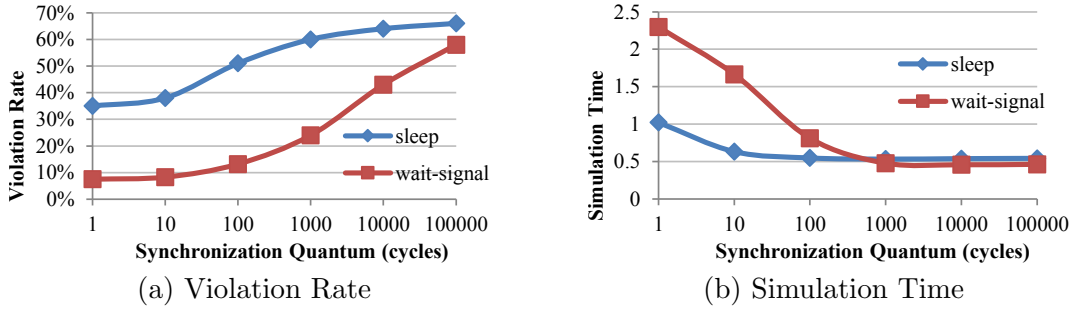 70%
60%
50%
40%
30%
20%
10%
0%
Violation Rate
sleep
wait-signal
1 10 100 1000 10000 100000
Synchronization Quantum (cycles)
(a) Violation Rate
2.5
2
1.5
1
0.5
0
Simulation Time
sleep
wait-signal
1 10 100 1000 10000 100000
Synchronization Quantum (cycles)
(b) Simulation Time